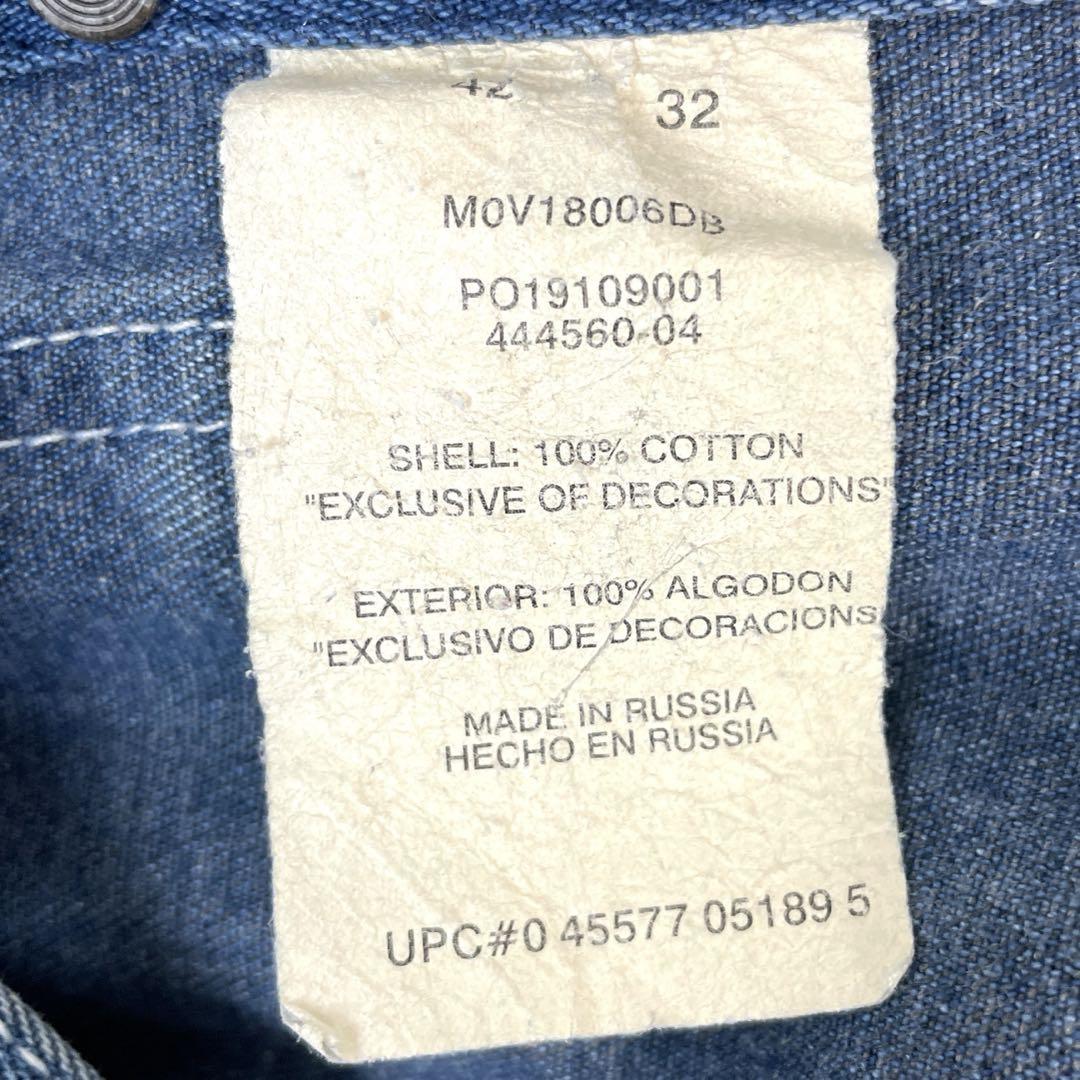 42 32
M0V18006DB
PO19109001
444560-04
SHELL: 100% COTTON
"EXCLUSIVE OF DECORATIONS"
EXTERIOR: 100% ALGODON
"EXCLUSIVO DE DECORACIONS
MADE IN RUSSIA
HECHO EN RUSSIA
UPC#0 45577 05189 5